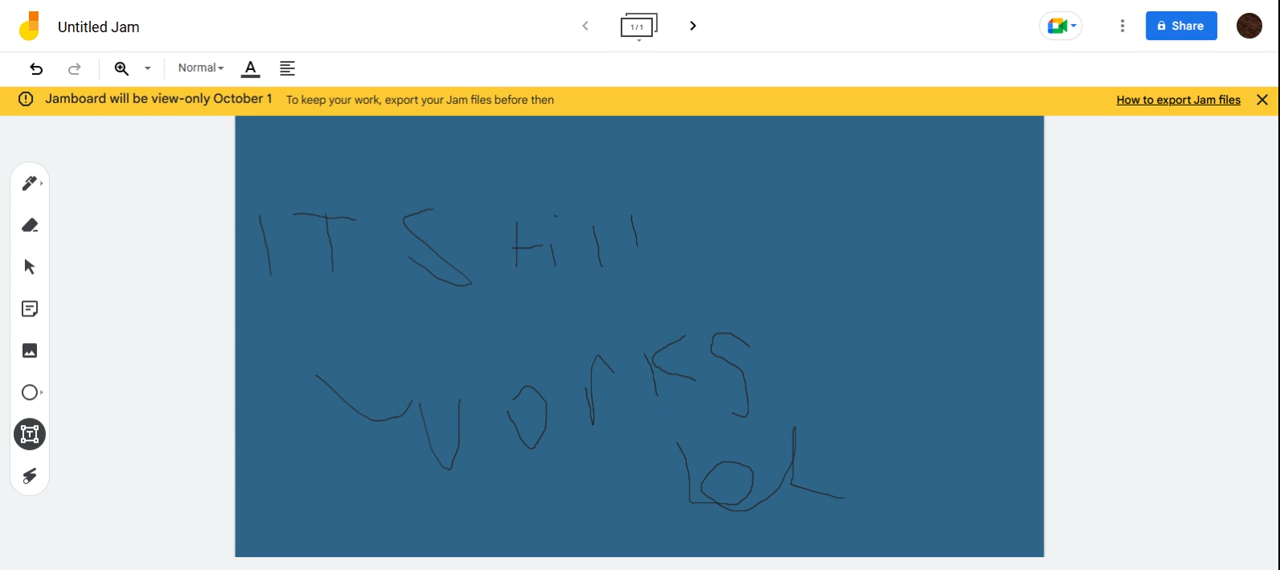 Untitled Jam
1/1
Share
Normal
A
Jamboard will be view-only October 1 To keep your work, export your Jam files before then How to export Jam files
T
IT Still
works
lol